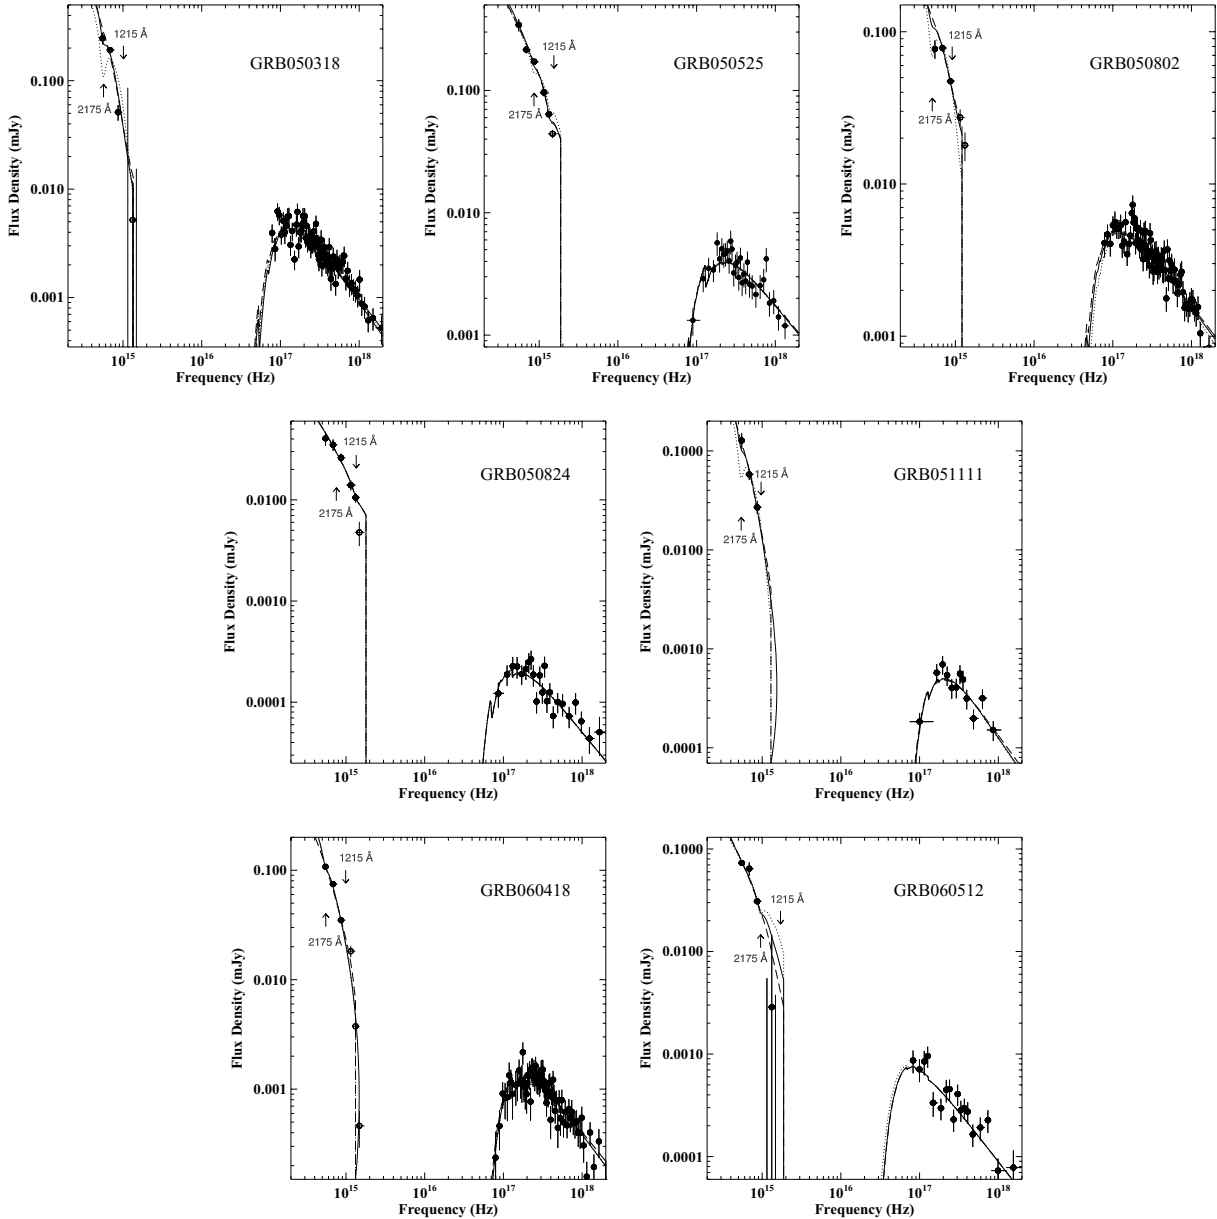 1215 Å
GRB050318
2175 Å
0.100
0.010
0.001
Flux Density (mJy)
10^15
10^16
10^17
10^18
Frequency (Hz)
1215 Å
GRB050525
2175 Å
0.100
0.010
0.001
Flux Density (mJy)
10^15
10^16
10^17
10^18
Frequency (Hz)
1215 Å
GRB050802
2175 Å
0.100
0.010
0.001
Flux Density (mJy)
10^15
10^16
10^17
10^18
Frequency (Hz)
1215 Å
GRB050824
2175 Å
0.0100
0.0010
0.0001
Flux Density (mJy)
10^15
10^16
10^17
10^18
Frequency (Hz)
1215 Å
GRB051111
2175 Å
0.1000
0.0100
0.0010
0.0001
Flux Density (mJy)
10^15
10^16
10^17
10^18
Frequency (Hz)
1215 Å
GRB060418
2175 Å
0.100
0.010
0.001
Flux Density (mJy)
10^15
10^16
10^17
10^18
Frequency (Hz)
1215 Å
GRB060512
2175 Å
0.1000
0.0100
0.0010
0.0001
Flux Density (mJy)
10^15
10^16
10^17
10^18
Frequency (Hz)